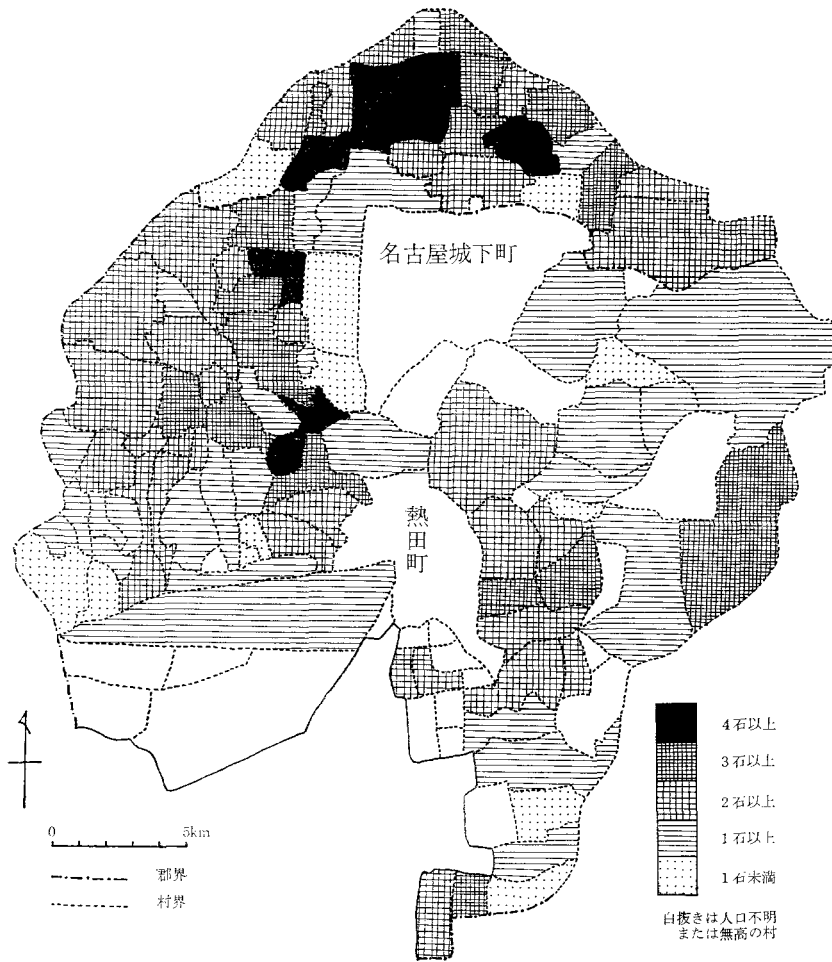 名古屋城下町
熱田町
4石以上
3石以上
2石以上
1石以上
1石未満
白抜きは人口不明
または無高の村
0 5km
郡界
村界